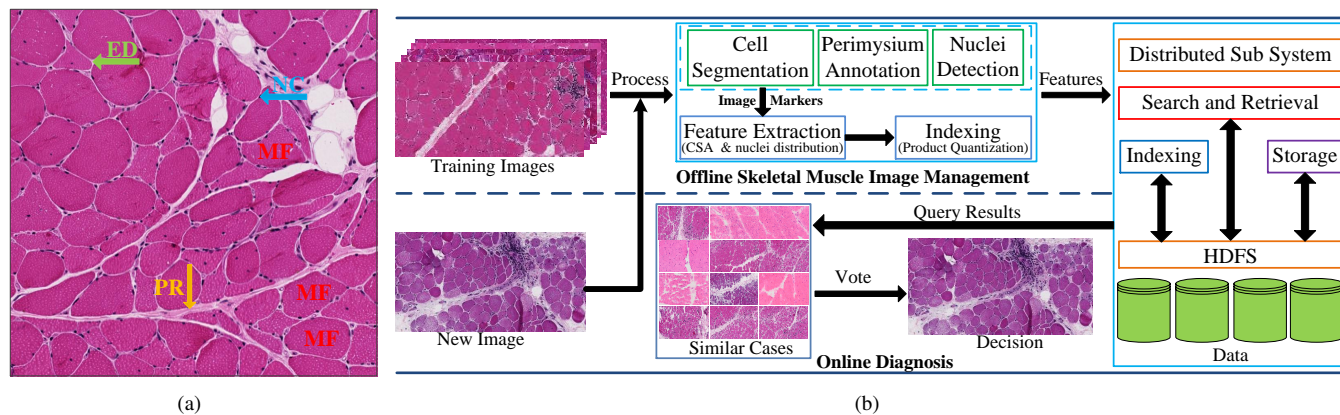 ED
NC
MF
PR
MF
MF
(a)
Training Images
Process
Cell
Segmentation
Perimysium
Annotation
Nuclei
Detection
Image Markers
Feature Extraction
(CSA & nuclei distribution)
Indexing
(Product Quantization)
Offline Skeletal Muscle Image Management
Features
Distributed Sub System
Search and Retrieval
Indexing
Storage
HDFS
Data
Query Results
New Image
Similar Cases
Vote
Decision
Online Diagnosis
(b)